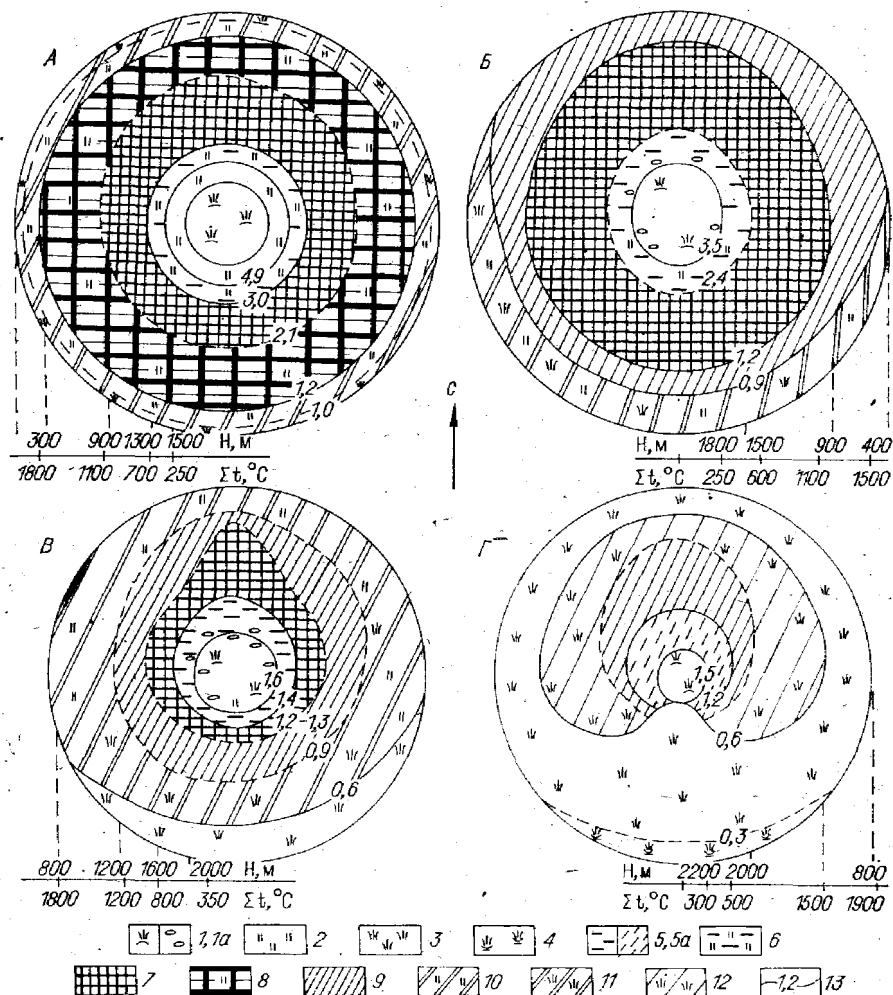 А
Б
4,9
3,0
2,1
1,2
1,0
3,5
2,4
1,2
0,9
С
300 900 1300 1500 Н, м
1800 1100 700 250 Σt,°С
Н, м 1800 1500 900 400
Σt,°С 250 600 1100 1500
В
Г
1,6
1,4
1,2-1,3
0,9
0,6
1,5
1,2
0,6
0,3
800 1200 1600 2000 Н, м
1800 1200 800 350 Σt,°С
Н, м 2200 2000 800
Σt,°С 300 500 1500 1900
1,1а 2 3 4 5,5а 6
7 8 9 10 11 12 1,2 13